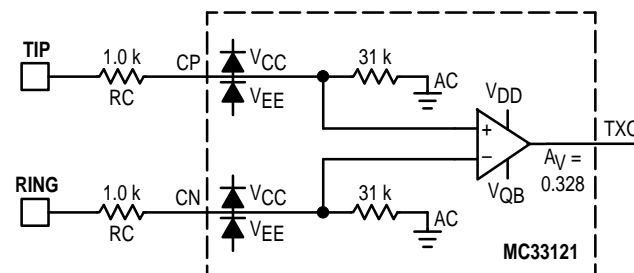 TIP
1.0 k
RC
CP
VCC
VEE
31 k
AC
VDD
+
−
TXO
AV =
0.328
VQB
RING
1.0 k
RC
CN
VCC
VEE
31 k
AC
MC33121